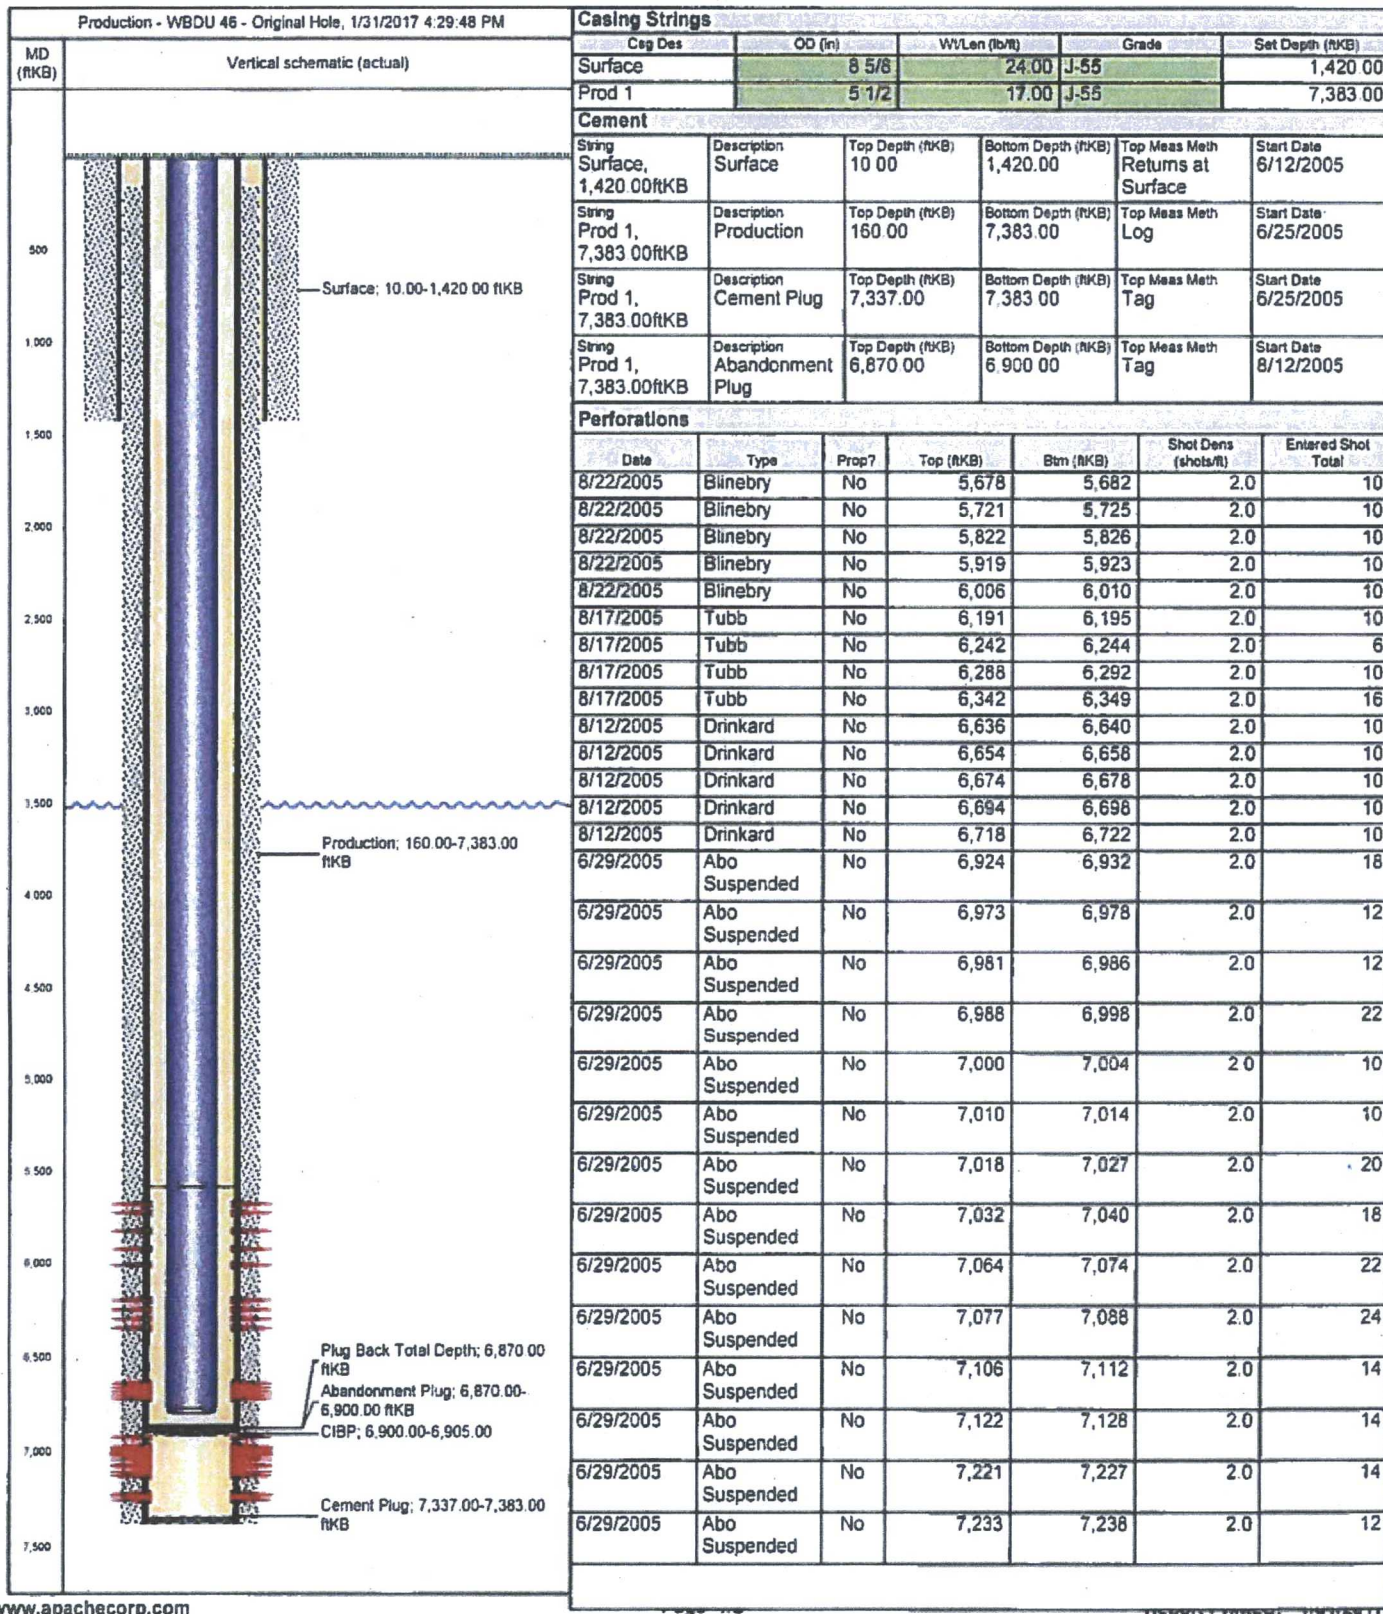 Production - WBDU 46 - Original Hole, 1/31/2017 4:29:48 PM
MD (ftKB)
Vertical schematic (actual)
500
1,000
1,500
2,000
2,500
3,000
3,500
4,000
4,500
5,000
5,500
6,000
6,500
7,000
7,500
Surface; 10.00-1,420 00 ftKB
Production; 160.00-7,383.00
ftKB
Plug Back Total Depth; 6,870 00
ftKB
Abandonment Plug; 6,870.00-
6,900.00 ftKB
CIBP; 6,900.00-6,905.00
Cement Plug; 7,337.00-7,383.00
ftKB
Casing Strings
Csg Des OD (in) Wt/Len (lb/ft) Grade Set Depth (ftKB)
Surface 8 5/8 24.00 J-55 1,420 00
Prod 1 5 1/2 17.00 J-55 7,383 00
Cement
String Description Top Depth (ftKB) Bottom Depth (ftKB) Top Meas Meth Start Date
Surface, Surface 10 00 1,420.00 Returns at 6/12/2005
1,420.00ftKB Surface
String Description Top Depth (ftKB) Bottom Depth (ftKB) Top Meas Meth Start Date
Prod 1, Production 160.00 7,383.00 Log 6/25/2005
7,383 00ftKB
String Description Top Depth (ftKB) Bottom Depth (ftKB) Top Meas Meth Start Date
Prod 1, Cement Plug 7,337.00 7,383 00 Tag 6/25/2005
7,383.00ftKB
String Description Top Depth (ftKB) Bottom Depth (ftKB) Top Meas Meth Start Date
Prod 1, Abandonment 6,870.00 6,900 00 Tag 8/12/2005
7,383.00ftKB Plug
Perforations
Date Type Prop? Top (ftKB) Btm (ftKB) Shot Dens (shots/ft) Entered Shot Total
8/22/2005 Blinebry No 5,678 5,682 2.0 10
8/22/2005 Blinebry No 5,721 5,725 2.0 10
8/22/2005 Blinebry No 5,822 5,826 2.0 10
8/22/2005 Blinebry No 5,919 5,923 2.0 10
8/22/2005 Blinebry No 6,006 6,010 2.0 10
8/17/2005 Tubb No 6,191 6,195 2.0 10
8/17/2005 Tubb No 6,242 6,244 2.0 6
8/17/2005 Tubb No 6,288 6,292 2.0 10
8/17/2005 Tubb No 6,342 6,349 2.0 16
8/12/2005 Drinkard No 6,636 6,640 2.0 10
8/12/2005 Drinkard No 6,654 6,658 2.0 10
8/12/2005 Drinkard No 6,674 6,678 2.0 10
8/12/2005 Drinkard No 6,694 6,698 2.0 10
8/12/2005 Drinkard No 6,718 6,722 2.0 10
6/29/2005 Abo No 6,924 6,932 2.0 18
Suspended
6/29/2005 Abo No 6,973 6,978 2.0 12
Suspended
6/29/2005 Abo No 6,981 6,986 2.0 12
Suspended
6/29/2005 Abo No 6,988 6,998 2.0 22
Suspended
6/29/2005 Abo No 7,000 7,004 2 0 10
Suspended
6/29/2005 Abo No 7,010 7,014 2.0 10
Suspended
6/29/2005 Abo No 7,018 7,027 2.0 20
Suspended
6/29/2005 Abo No 7,032 7,040 2.0 18
Suspended
6/29/2005 Abo No 7,064 7,074 2.0 22
Suspended
6/29/2005 Abo No 7,077 7,088 2.0 24
Suspended
6/29/2005 Abo No 7,106 7,112 2.0 14
Suspended
6/29/2005 Abo No 7,122 7,128 2.0 14
Suspended
6/29/2005 Abo No 7,221 7,227 2.0 14
Suspended
6/29/2005 Abo No 7,233 7,238 2.0 12
Suspended
www.apachecorp.com